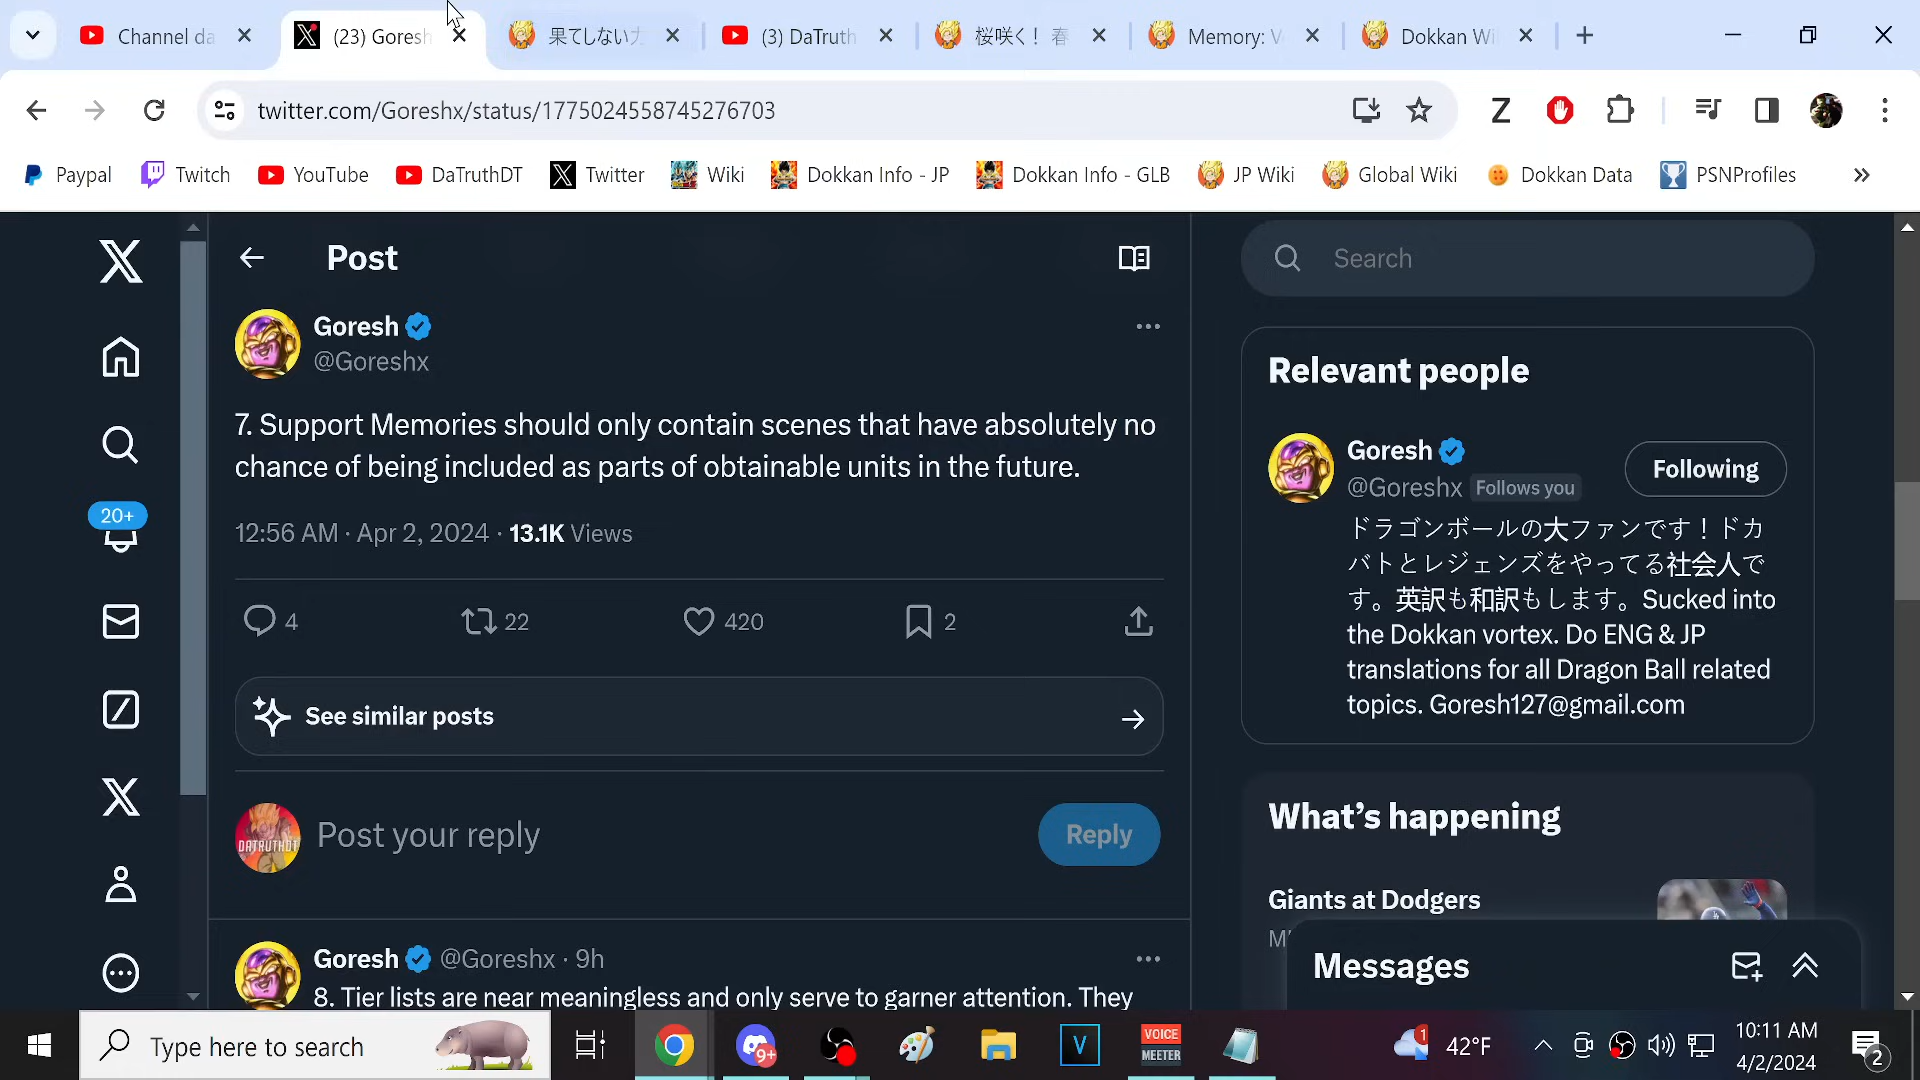 Channel da
(23) Goresh
果てしない力
(3) DaTruth
桜咲く！ 春
Memory: V
Dokkan Wi
twitter.com/Goreshx/status/1775024558745276703
Paypal
Twitch
YouTube
DaTruthDT
Twitter
Wiki
Dokkan Info - JP
Dokkan Info - GLB
JP Wiki
Global Wiki
Dokkan Data
PSNProfiles
Post
Goresh
@Goreshx
7. Support Memories should only contain scenes that have absolutely no
chance of being included as parts of obtainable units in the future.
12:56 AM · Apr 2, 2024 · 13.1K Views
4
22
420
2
See similar posts
DATRUTHDT
Post your reply
Reply
Goresh @Goreshx · 9h
8. Tier lists are near meaningless and only serve to garner attention. They
20+
Search
Relevant people
Goresh
@Goreshx Follows you
Following
ドラゴンボールの大ファンです！ドカ
バトとレジェンズをやってる社会人で
す。英訳も和訳もします。Sucked into
the Dokkan vortex. Do ENG & JP
translations for all Dragon Ball related
topics. Goresh127@gmail.com
What's happening
Giants at Dodgers
Messages
Type here to search
9+
V
VOICE
MEETER
1
42°F
10:11 AM
4/2/2024
2